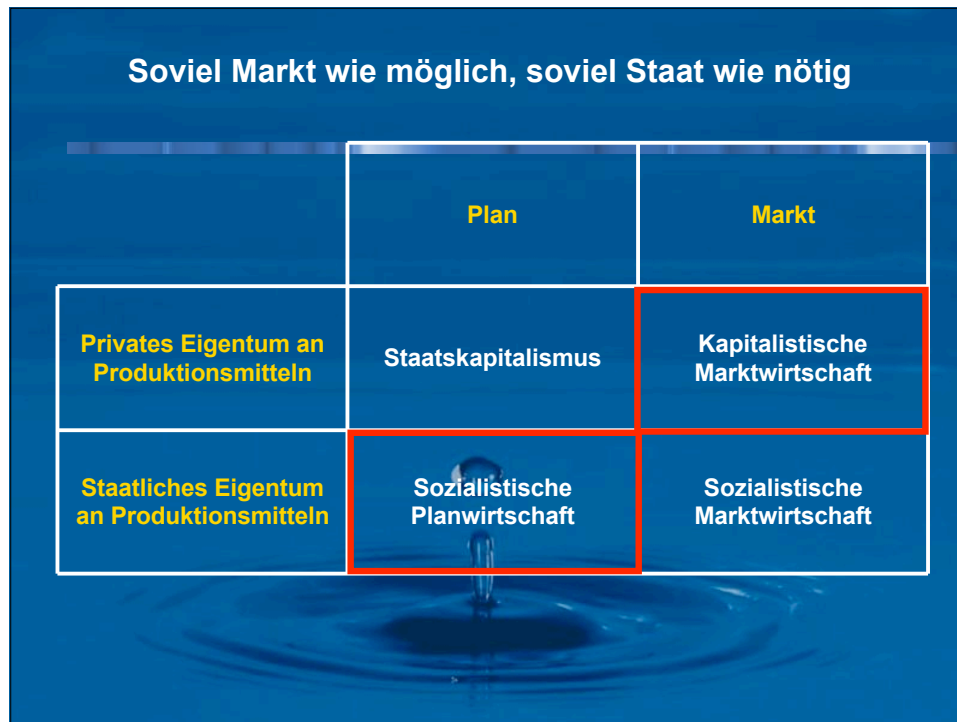 Soviel Markt wie möglich, soviel Staat wie nötig
Plan
Markt
Privates Eigentum an
Produktionsmitteln
Staatskapitalismus
Kapitalistische
Marktwirtschaft
Staatliches Eigentum
an Produktionsmitteln
Sozialistische
Planwirtschaft
Sozialistische
Marktwirtschaft